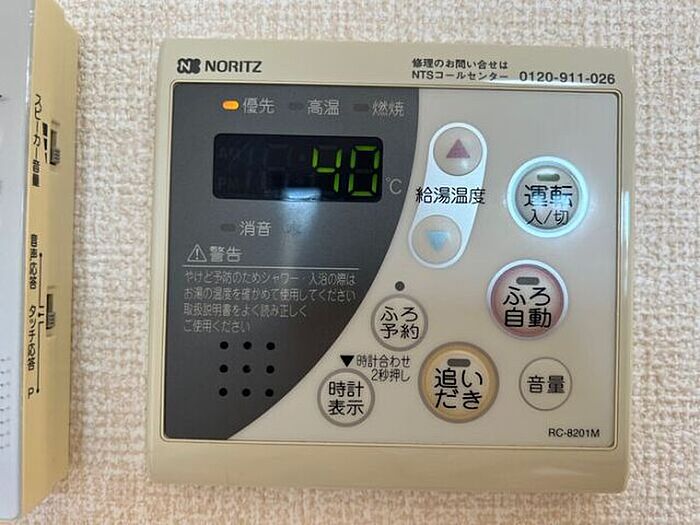 NORITZ
修理のお問い合せは
NTSコールセンター 0120-911-026
優先 高温 燃焼
40 ℃
給湯温度
運転
入/切
消音
警告
やけど予防のためシャワー・入浴の際は
お湯の温度を確かめて使用してください
取扱説明書をよく読み正しく
ご使用ください
ふろ
自動
ふろ
予約
▼時計合わせ
2秒押し
時計
表示
追い
だき
音量
RC-8201M
スピーカー音量
音声応答 タッチ応答 P